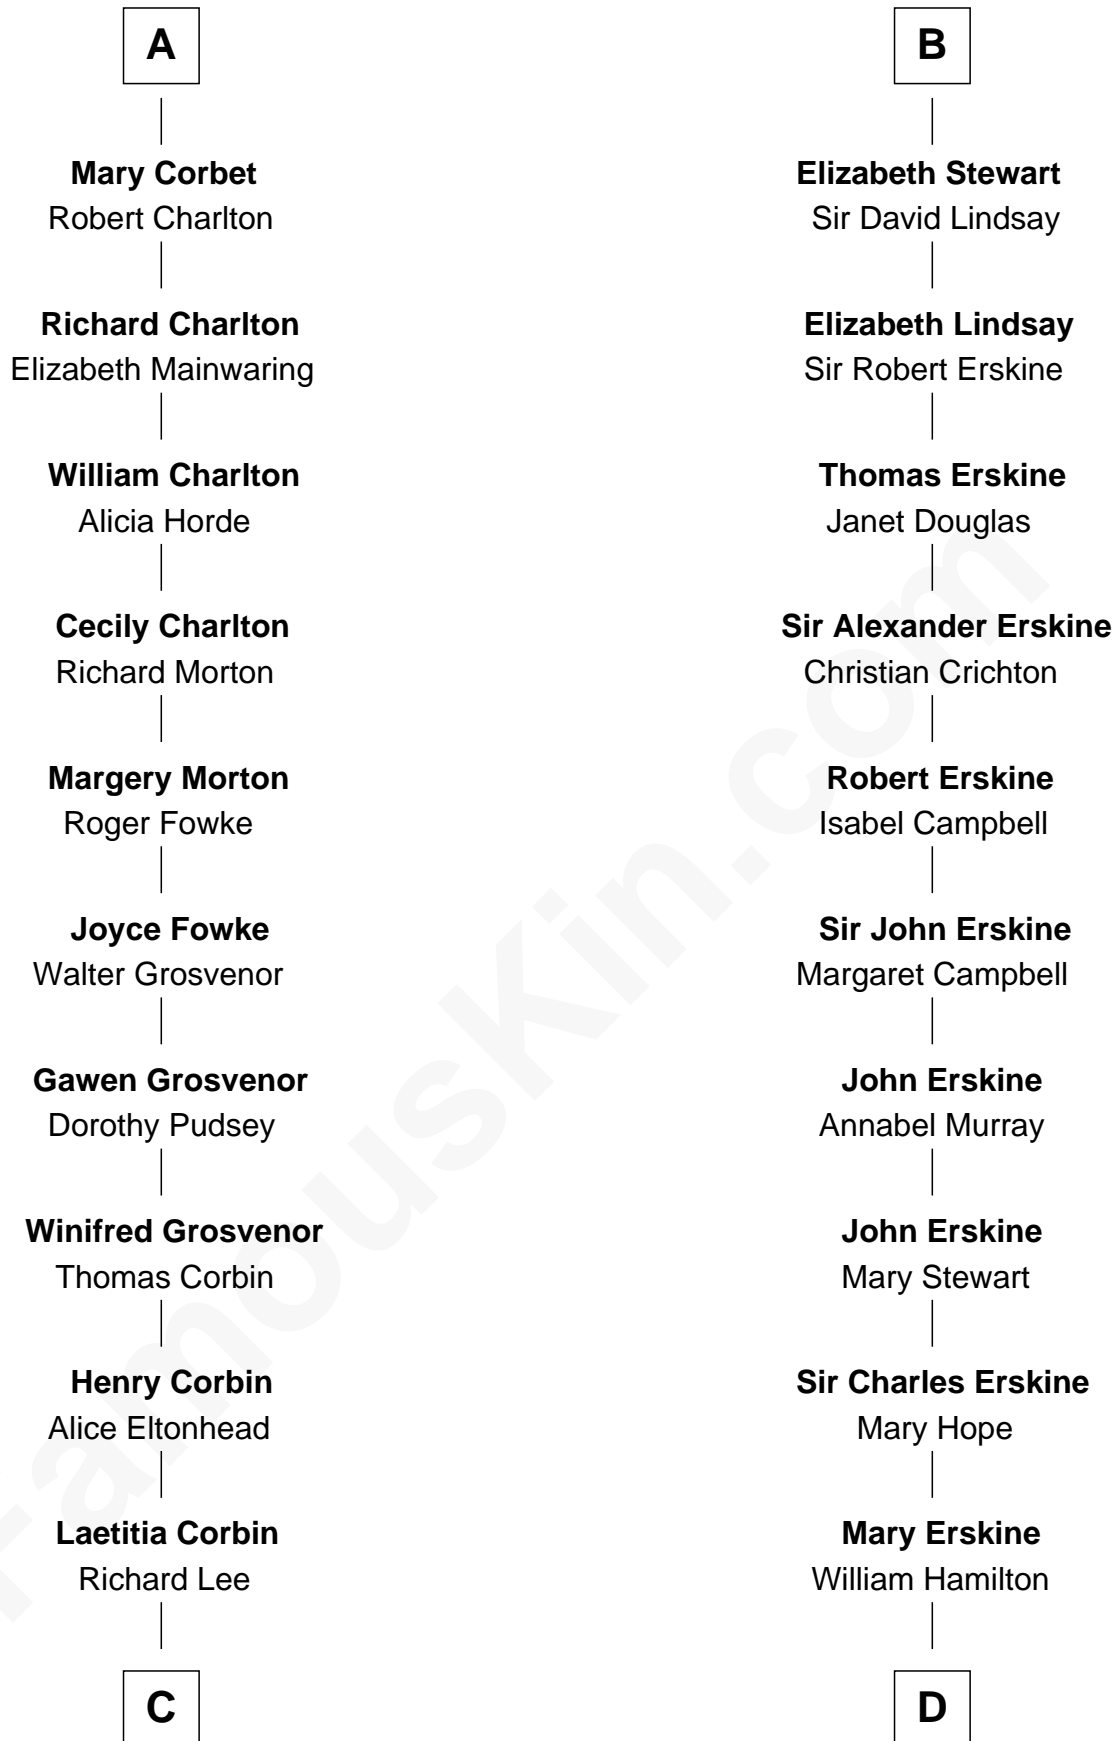 A
Mary Corbet
Robert Charlton
Richard Charlton
Elizabeth Mainwaring
William Charlton
Alicia Horde
Cecily Charlton
Richard Morton
Margery Morton
Roger Fowke
Joyce Fowke
Walter Grosvenor
Gawen Grosvenor
Dorothy Pudsey
Winifred Grosvenor
Thomas Corbin
Henry Corbin
Alice Eltonhead
Laetitia Corbin
Richard Lee
C
B
Elizabeth Stewart
Sir David Lindsay
Elizabeth Lindsay
Sir Robert Erskine
Thomas Erskine
Janet Douglas
Sir Alexander Erskine
Christian Crichton
Robert Erskine
Isabel Campbell
Sir John Erskine
Margaret Campbell
John Erskine
Annabel Murray
John Erskine
Mary Stewart
Sir Charles Erskine
Mary Hope
Mary Erskine
William Hamilton
D
FamousKin.com